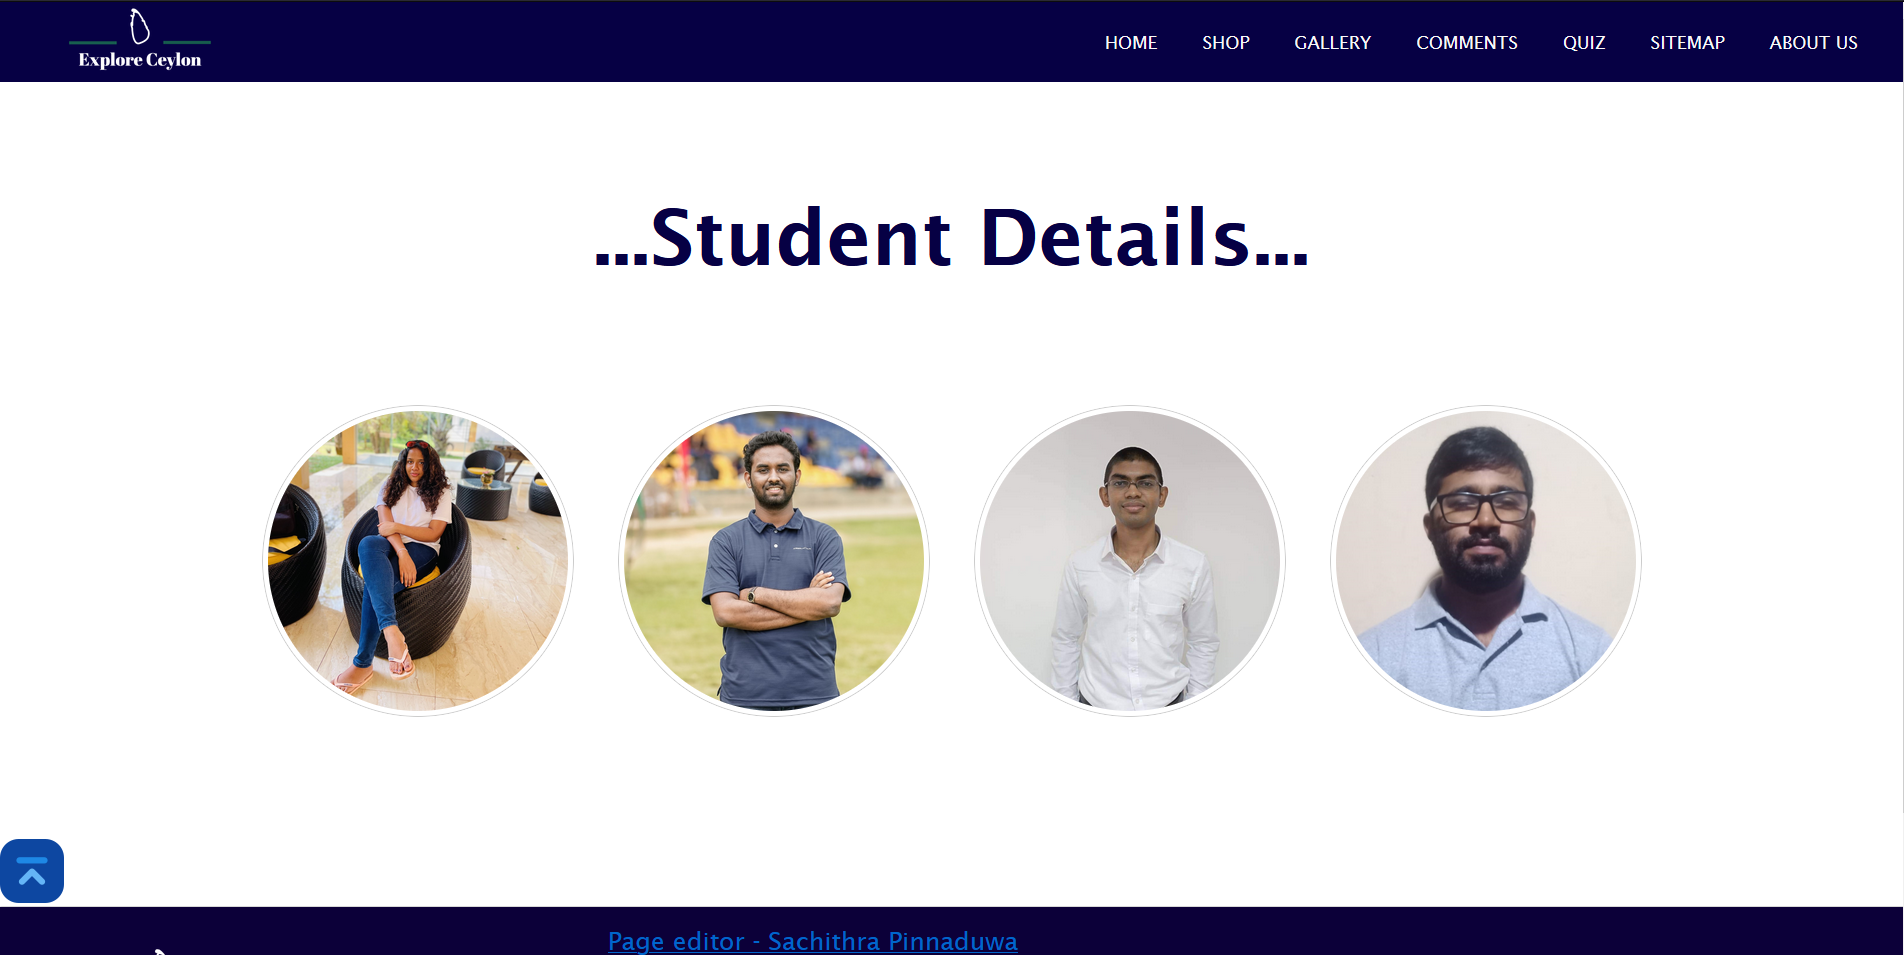 Explore Ceylon
HOME SHOP GALLERY COMMENTS QUIZ SITEMAP ABOUT US
...Student Details...
Page editor - Sachithra Pinnaduwa